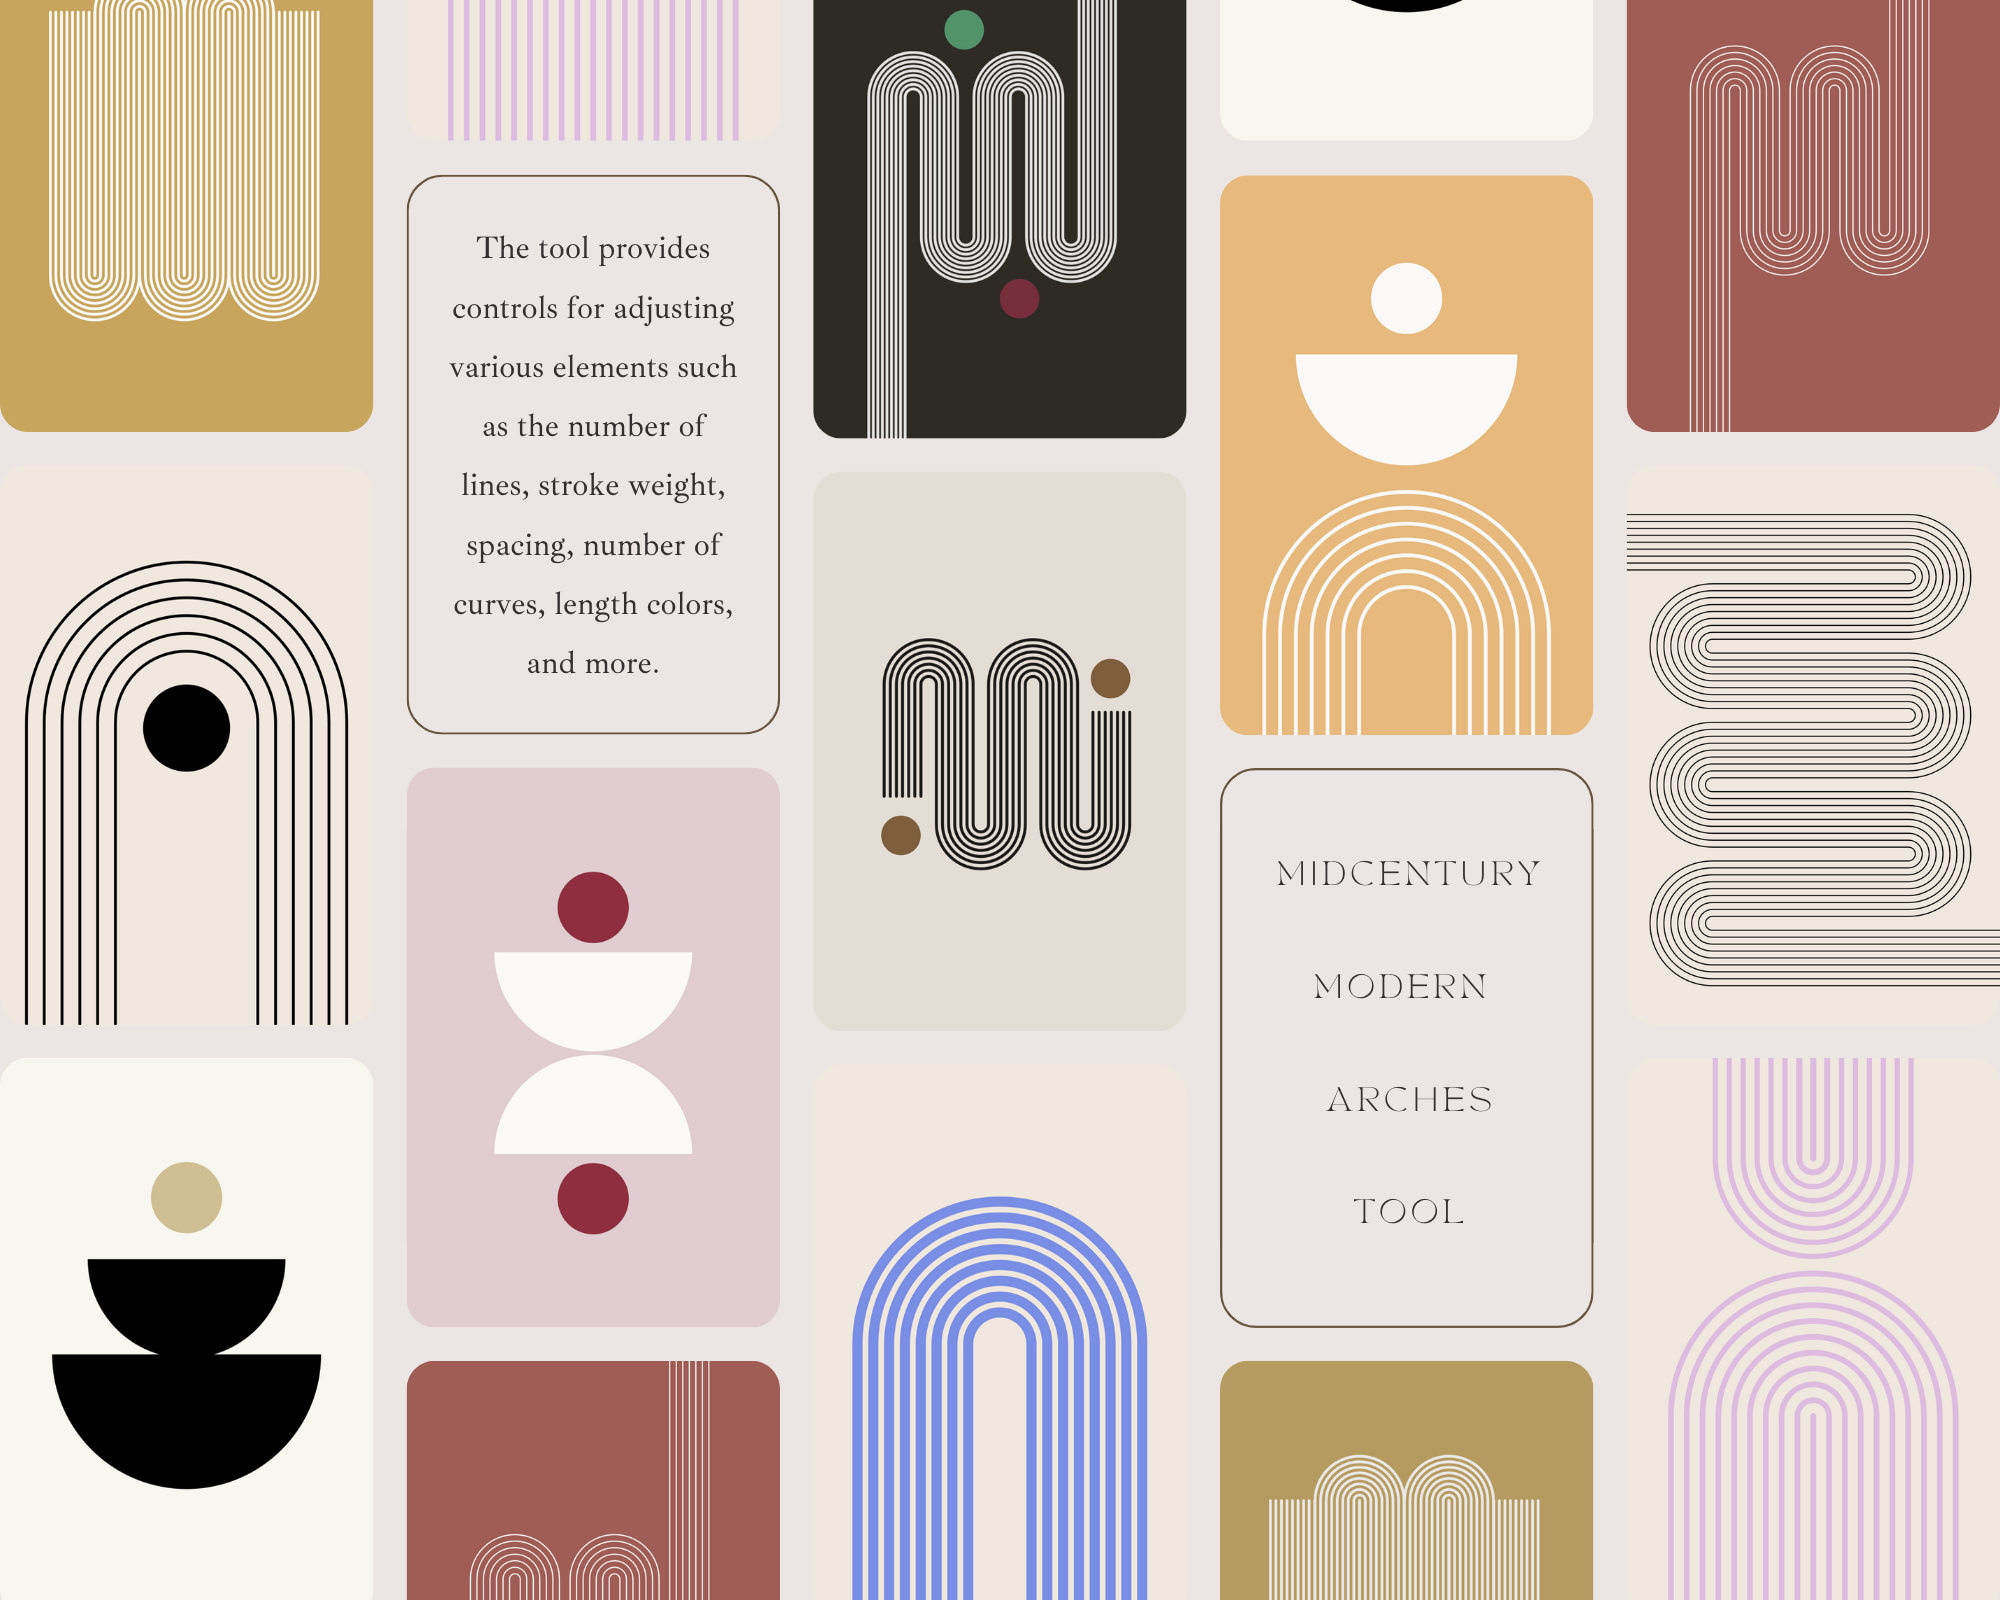 The tool provides
controls for adjusting
various elements such
as the number of
lines, stroke weight,
spacing, number of
curves, length colors,
and more.
MIDCENTURY
MODERN
ARCHES
TOOL